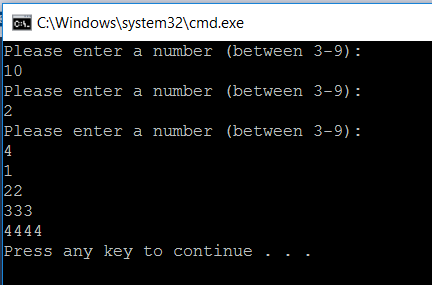 C:\Windows\system32\cmd.exe
Please enter a number (between 3-9):
10
Please enter a number (between 3-9):
2
Please enter a number (between 3-9):
4
1
22
333
4444
Press any key to continue . . .